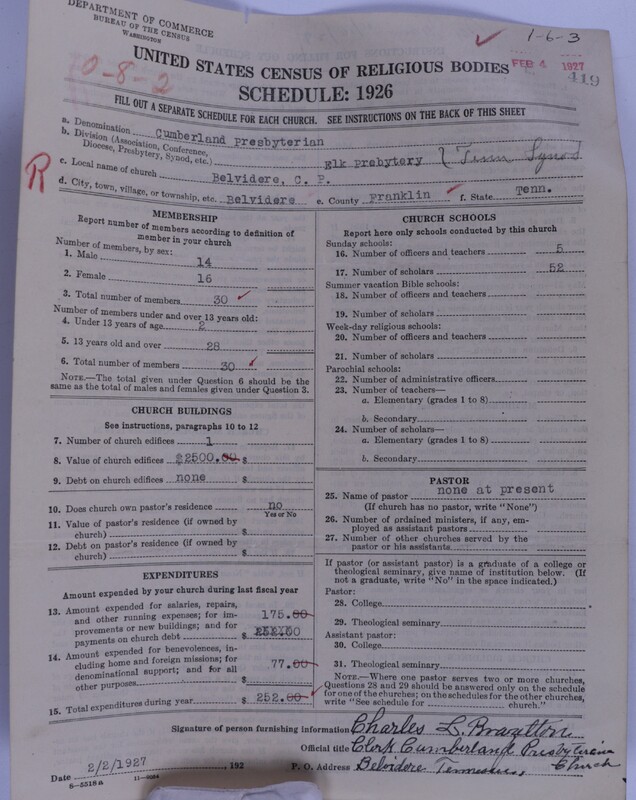 DEPARTMENT OF COMMERCE
BUREAU OF THE CENSUS
WASHINGTON
1-6-3
FEB 4 1927
419
0-8-2
UNITED STATES CENSUS OF RELIGIOUS BODIES
SCHEDULE: 1926
FILL OUT A SEPARATE SCHEDULE FOR EACH CHURCH. SEE INSTRUCTIONS ON THE BACK OF THIS SHEET
a. Denomination Cumberland Presbyterian
b. Division (Association, Conference, Diocese, Presbytery, Synod, etc.) Elk Presbytery { Tenn Synod
R
c. Local name of church Belvidere, C. P.
d. City, town, village, or township, etc. Belvidere e. County Franklin f. State Tenn.
MEMBERSHIP
Report number of members according to definition of
member in your church
Number of members, by sex:
1. Male 14
2. Female 16
3. Total number of members 30
Number of members under and over 13 years old:
4. Under 13 years of age 2
5. 13 years old and over 28
6. Total number of members 30
NOTE.—The total given under Question 6 should be the
same as the total of males and females given under Question 3.
CHURCH BUILDINGS
See instructions, paragraphs 10 to 12
7. Number of church edifices 1
8. Value of church edifices $2500.00 $
9. Debt on church edifices none $
10. Does church own pastor's residence no
Yes or No
11. Value of pastor's residence (if owned by
church) $
12. Debt on pastor's residence (if owned by
church) $
EXPENDITURES
Amount expended by your church during last fiscal year
13. Amount expended for salaries, repairs,
and other running expenses; for im-
provements or new buildings; and for
payments on church debt $ 175.00
252.00
14. Amount expended for benevolences, in-
cluding home and foreign missions; for
denominational support; and for all
other purposes $ 77.00
15. Total expenditures during year $ 252.00
CHURCH SCHOOLS
Report here only schools conducted by this church
Sunday schools:
16. Number of officers and teachers 5
17. Number of scholars 52
Summer vacation Bible schools:
18. Number of officers and teachers
19. Number of scholars
Week-day religious schools:
20. Number of officers and teachers
21. Number of scholars
Parochial schools:
22. Number of administrative officers
23. Number of teachers—
a. Elementary (grades 1 to 8)
b. Secondary
24. Number of scholars—
a. Elementary (grades 1 to 8)
b. Secondary
PASTOR
25. Name of pastor none at present
(If church has no pastor, write "None")
26. Number of ordained ministers, if any, em-
ployed as assistant pastors
27. Number of other churches served by the
pastor or his assistants
If pastor (or assistant pastor) is a graduate of a college or
theological seminary, give name of institution below. (If
not a graduate, write "No" in the space indicated.)
Pastor:
28. College
29. Theological seminary
Assistant pastor:
30. College
31. Theological seminary
NOTE.—Where one pastor serves two or more churches,
Questions 28 and 29 should be answered only on the schedule
for one of the churches; on the schedules for the other churches,
write "See schedule for church."
Signature of person furnishing information Charles L. Brazelton
Official title Clerk Cumberland Presbyterian Church
Date 2/2/1927, 192 P. O. Address Belvidere Tennessee
8-5518a 11-9064